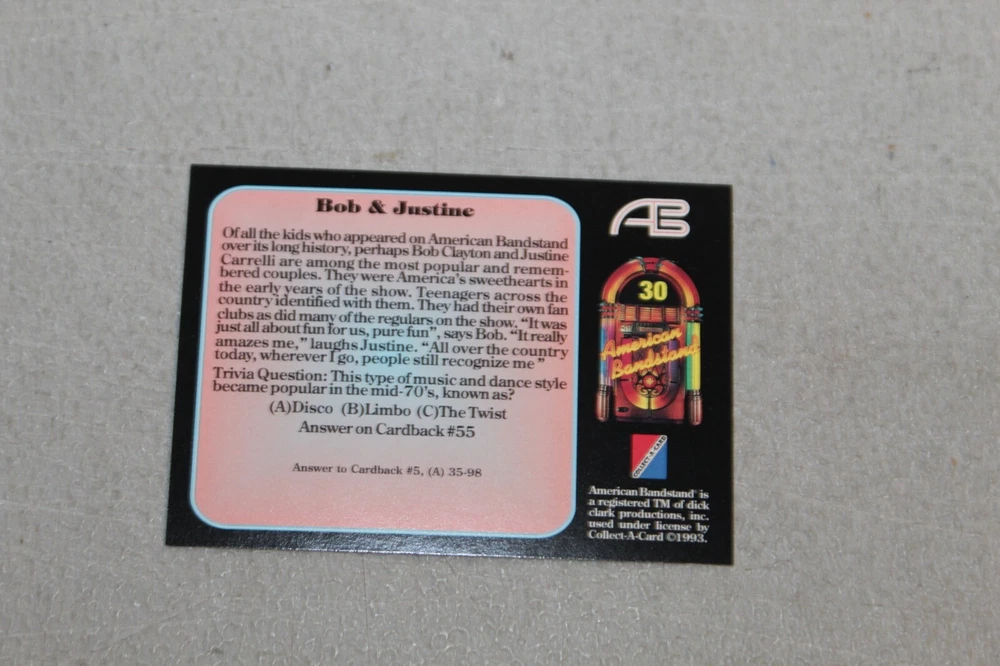 Bob & Justine
Of all the kids who appeared on American Bandstand
over its long history, perhaps Bob Clayton and Justine
Carrelli are among the most popular and remem-
bered couples. They were America's sweethearts in
the early years of the show. Teenagers across the
country identified with them. They had their own fan
clubs as did many of the regulars on the show. "It was
just all about fun for us, pure fun", says Bob. "It really
amazes me," laughs Justine. "All over the country
today, wherever I go, people still recognize me"
Trivia Question: This type of music and dance style
became popular in the mid-70's, known as?
(A)Disco (B)Limbo (C)The Twist
Answer on Cardback #55
Answer to Cardback #5, (A) 35-98
AB
30
American
Bandstand
COLLECT-A-CARD
American Bandstand® is
a registered TM of dick
clark productions, inc.
used under license by
Collect-A-Card ©1993.